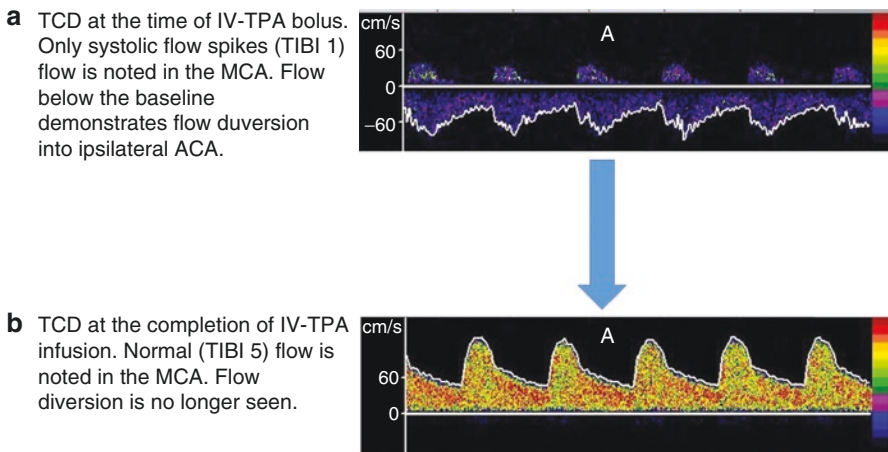 a TCD at the time of IV-TPA bolus.
Only systolic flow spikes (TIBI 1)
flow is noted in the MCA. Flow
below the baseline
demonstrates flow duversion
into ipsilateral ACA.
cm/s
A
60
0
–60
b TCD at the completion of IV-TPA
infusion. Normal (TIBI 5) flow is
noted in the MCA. Flow
diversion is no longer seen.
cm/s
A
60
0